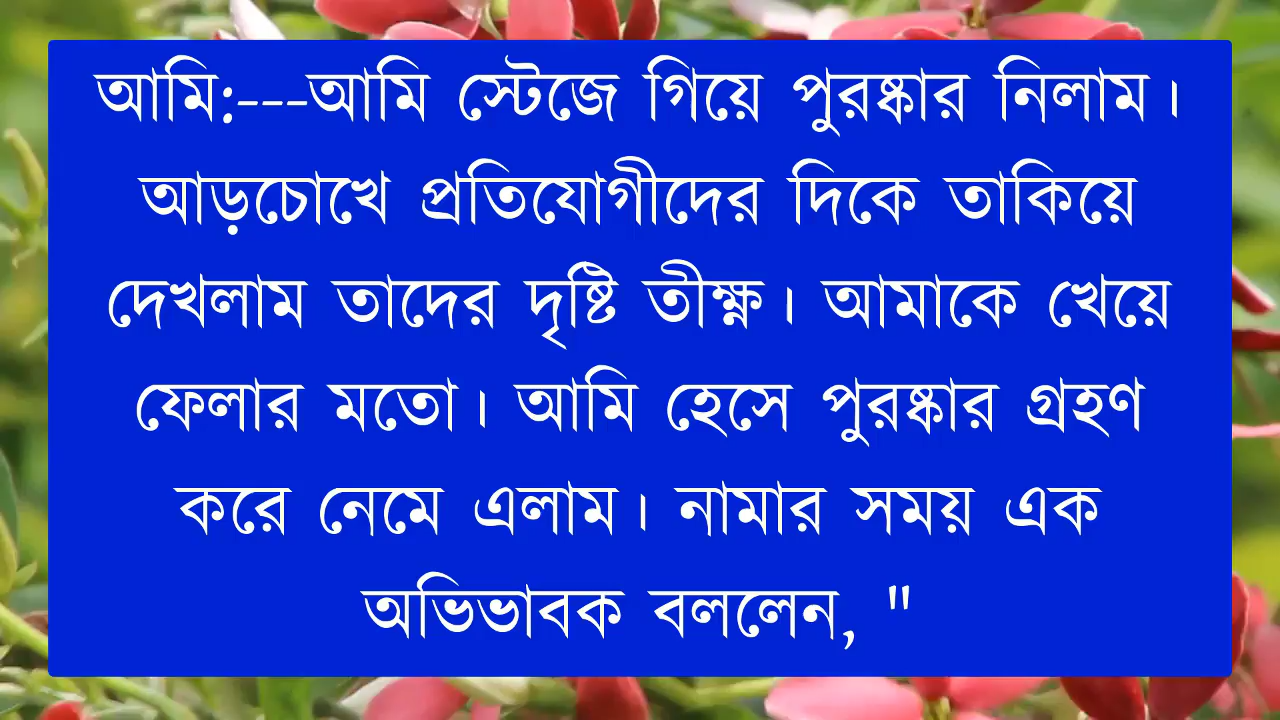 আমি:---আমি স্টেজে গিয়ে পুরষ্কার নিলাম।
আড়চোখে প্রতিযোগীদের দিকে তাকিয়ে
দেখলাম তাদের দৃষ্টি তীক্ষ্ণ। আমাকে খেয়ে
ফেলার মতো। আমি হেসে পুরষ্কার গ্রহণ
করে নেমে এলাম। নামার সময় এক
অভিভাবক বললেন, "